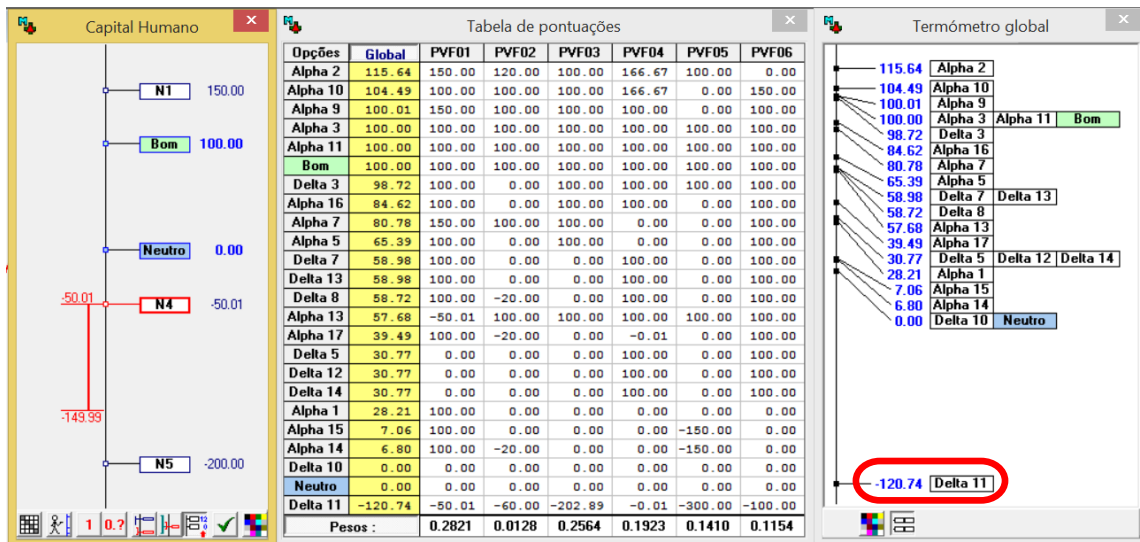 Capital Humano
N1 150.00
Bom 100.00
Neutro 0.00
-50.01 N4 -50.01
-149.99
N5 -200.00
1 0.?
Tabela de pontuações
Opções Global PVF01 PVF02 PVF03 PVF04 PVF05 PVF06
Alpha 2 115.64 150.00 120.00 100.00 166.67 100.00 0.00
Alpha 10 104.49 100.00 100.00 100.00 166.67 0.00 150.00
Alpha 9 100.01 150.00 100.00 100.00 100.00 0.00 100.00
Alpha 3 100.00 100.00 100.00 100.00 100.00 100.00 100.00
Alpha 11 100.00 100.00 100.00 100.00 100.00 100.00 100.00
Bom 100.00 100.00 100.00 100.00 100.00 100.00 100.00
Delta 3 98.72 100.00 0.00 100.00 100.00 100.00 100.00
Alpha 16 84.62 100.00 0.00 100.00 100.00 0.00 100.00
Alpha 7 80.78 150.00 100.00 100.00 0.00 0.00 100.00
Alpha 5 65.39 100.00 0.00 100.00 0.00 0.00 100.00
Delta 7 58.98 100.00 0.00 0.00 100.00 0.00 100.00
Delta 13 58.98 100.00 0.00 0.00 100.00 0.00 100.00
Delta 8 58.72 100.00 -20.00 0.00 100.00 0.00 100.00
Alpha 13 57.68 -50.01 100.00 100.00 100.00 100.00 100.00
Alpha 17 39.49 100.00 -20.00 0.00 -0.01 0.00 100.00
Delta 5 30.77 0.00 0.00 0.00 100.00 0.00 100.00
Delta 12 30.77 0.00 0.00 0.00 100.00 0.00 100.00
Delta 14 30.77 0.00 0.00 0.00 100.00 0.00 100.00
Alpha 1 28.21 100.00 0.00 0.00 0.00 0.00 0.00
Alpha 15 7.06 100.00 0.00 0.00 0.00 -150.00 0.00
Alpha 14 6.80 100.00 -20.00 0.00 0.00 -150.00 0.00
Delta 10 0.00 0.00 0.00 0.00 0.00 0.00 0.00
Neutro 0.00 0.00 0.00 0.00 0.00 0.00 0.00
Delta 11 -120.74 -50.01 -60.00 -202.89 -0.01 -300.00 -100.00
Pesos : 0.2821 0.0128 0.2564 0.1923 0.1410 0.1154
Termómetro global
115.64 Alpha 2
104.49 Alpha 10
100.01 Alpha 9
100.00 Alpha 3 Alpha 11 Bom
98.72 Delta 3
84.62 Alpha 16
80.78 Alpha 7
65.39 Alpha 5
58.98 Delta 7 Delta 13
58.72 Delta 8
57.68 Alpha 13
39.49 Alpha 17
30.77 Delta 5 Delta 12 Delta 14
28.21 Alpha 1
7.06 Alpha 15
6.80 Alpha 14
0.00 Delta 10 Neutro
-120.74 Delta 11